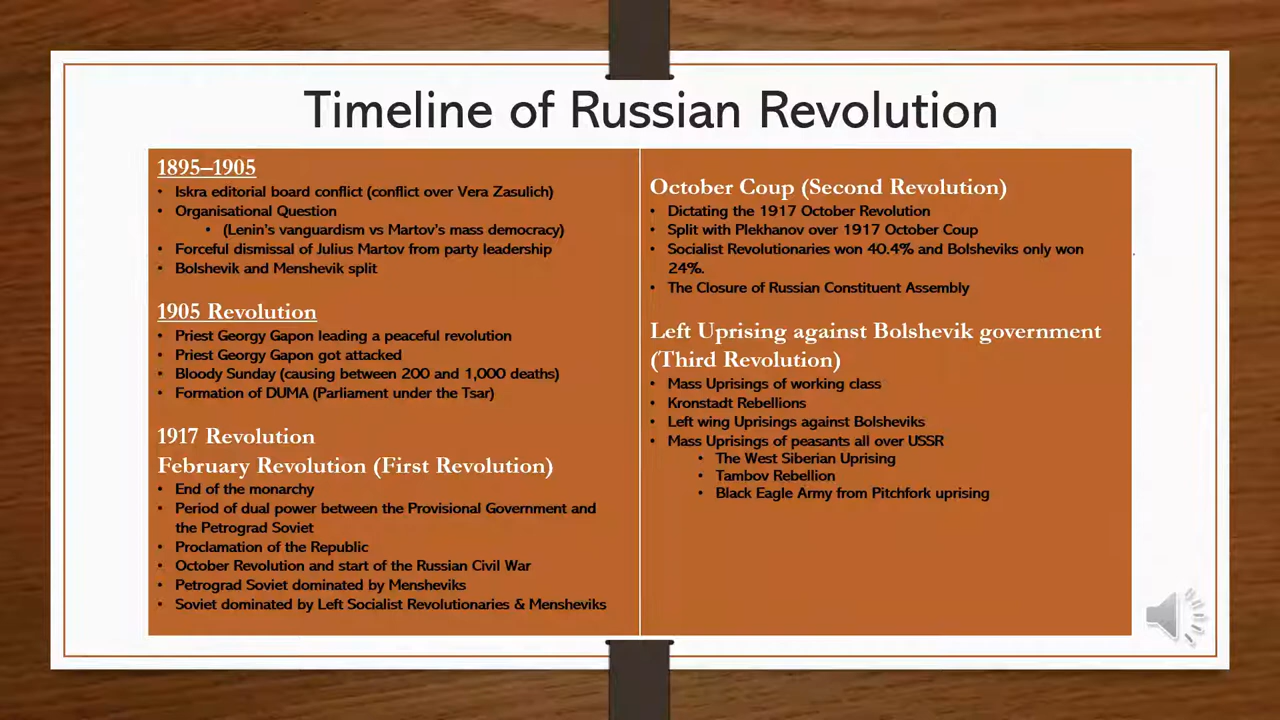 Timeline of Russian Revolution
1895–1905
• Iskra editorial board conflict (conflict over Vera Zasulich)
• Organisational Question
• (Lenin's vanguardism vs Martov's mass democracy)
• Forceful dismissal of Julius Martov from party leadership
• Bolshevik and Menshevik split
1905 Revolution
• Priest Georgy Gapon leading a peaceful revolution
• Priest Georgy Gapon got attacked
• Bloody Sunday (causing between 200 and 1,000 deaths)
• Formation of DUMA (Parliament under the Tsar)
1917 Revolution
February Revolution (First Revolution)
• End of the monarchy
• Period of dual power between the Provisional Government and
the Petrograd Soviet
• Proclamation of the Republic
• October Revolution and start of the Russian Civil War
• Petrograd Soviet dominated by Mensheviks
• Soviet dominated by Left Socialist Revolutionaries & Mensheviks
October Coup (Second Revolution)
• Dictating the 1917 October Revolution
• Split with Plekhanov over 1917 October Coup
• Socialist Revolutionaries won 40.4% and Bolsheviks only won
24%.
• The Closure of Russian Constituent Assembly
Left Uprising against Bolshevik government
(Third Revolution)
• Mass Uprisings of working class
• Kronstadt Rebellions
• Left wing Uprisings against Bolsheviks
• Mass Uprisings of peasants all over USSR
• The West Siberian Uprising
• Tambov Rebellion
• Black Eagle Army from Pitchfork uprising